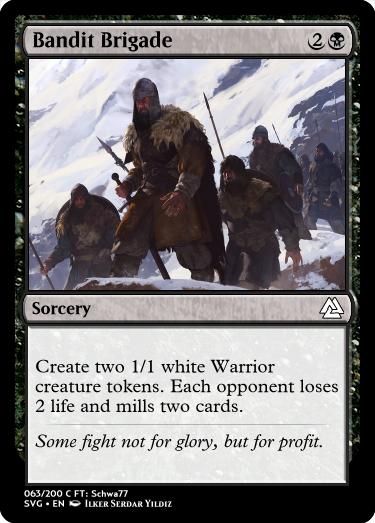 Bandit Brigade 2
Sorcery
Create two 1/1 white Warrior
creature tokens. Each opponent loses
2 life and mills two cards.
Some fight not for glory, but for profit.
063/200 C FT: Schwa77
SVG • EN Ilker Serdar Yildiz